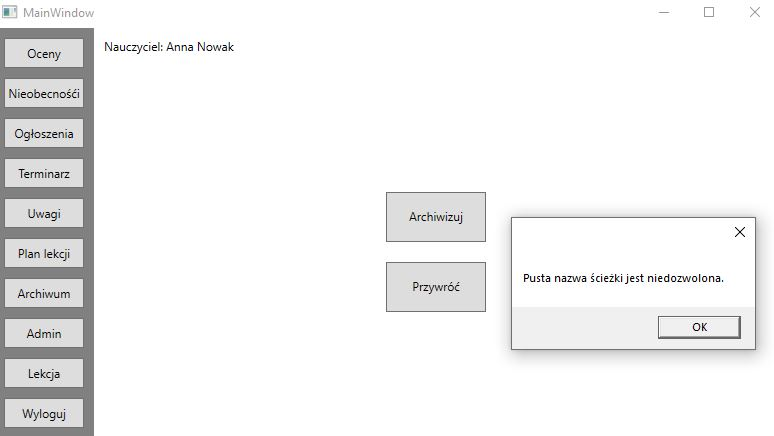 MainWindow
Nauczyciel: Anna Nowak
Oceny
Nieobecnośći
Ogłoszenia
Terminarz
Uwagi
Plan lekcji
Archiwum
Admin
Lekcja
Wyloguj
Archiwizuj
Przywróć
Pusta nazwa ścieżki jest niedozwolona.
OK